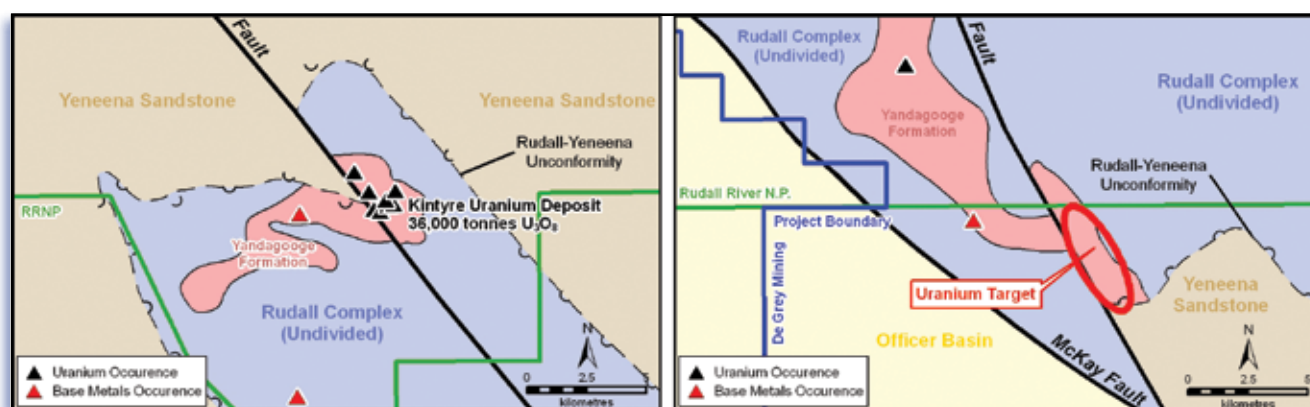 Fault
Yeneena Sandstone
Yeneena Sandstone
Rudall-Yeneena
Unconformity
RRNP
Kintyre Uranium Deposit
36,000 tonnes U₃O₈
Yandagooge
Formation
Rudall Complex
(Undivided)
N
Uranium Occurence
Base Metals Occurence
0 2.5 5
kilometres
Rudall Complex
(Undivided)
Fault
Rudall Complex
(Undivided)
Yandagooge
Formation
Rudall-Yeneena
Unconformity
Rudall River N.P.
Project Boundary
De Grey Mining
Uranium Target
Yeneena
Sandstone
Officer Basin
McKay Fault
N
Uranium Occurence
Base Metals Occurence
0 2.5 5
kilometres